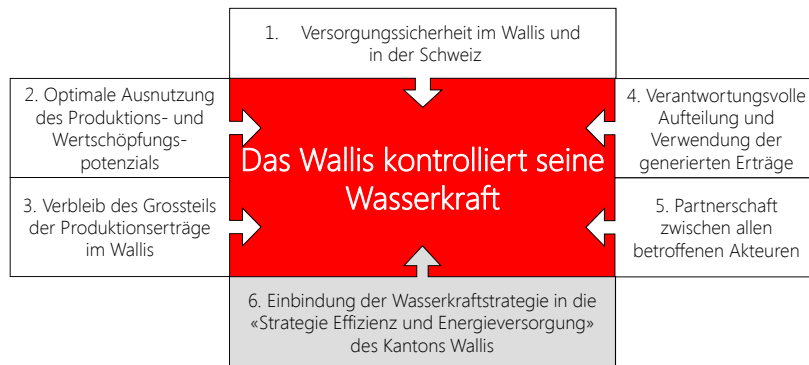 1. Versorgungssicherheit im Wallis und
in der Schweiz
2. Optimale Ausnutzung
des Produktions- und
Wertschöpfungs-
potenzials
3. Verbleib des Grossteils
der Produktionserträge
im Wallis
Das Wallis kontrolliert seine
Wasserkraft
4. Verantwortungsvolle
Aufteilung und
Verwendung der
generierten Erträge
5. Partnerschaft
zwischen allen
betroffenen Akteuren
6. Einbindung der Wasserkraftstrategie in die
«Strategie Effizienz und Energieversorgung»
des Kantons Wallis